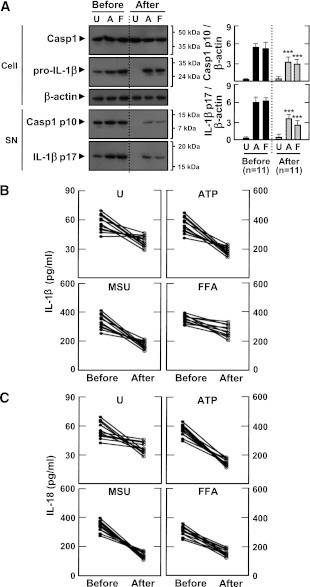 A
Before After
U A F U A F
Casp1
50 kDa
37 kDa
pro-IL-1β
35 kDa
24 kDa
β-actin
Casp1 p10
15 kDa
7 kDa
IL-1β p17
20 kDa
15 kDa
Cell
SN
Casp1 p10 / β-actin
9
6
3
0
*** ***
IL-1β p17 / β-actin
9
6
3
0
*** ***
U A F U A F
Before After
(n=11) (n=11)
B
U ATP
90
60
30
600
400
200
0
MSU FFA
600
400
200
0
90
60
30
IL-1β (pg/ml)
Before After Before After
C
U ATP
90
60
30
600
400
200
0
MSU FFA
600
400
200
0
IL-18 (pg/ml)
Before After Before After